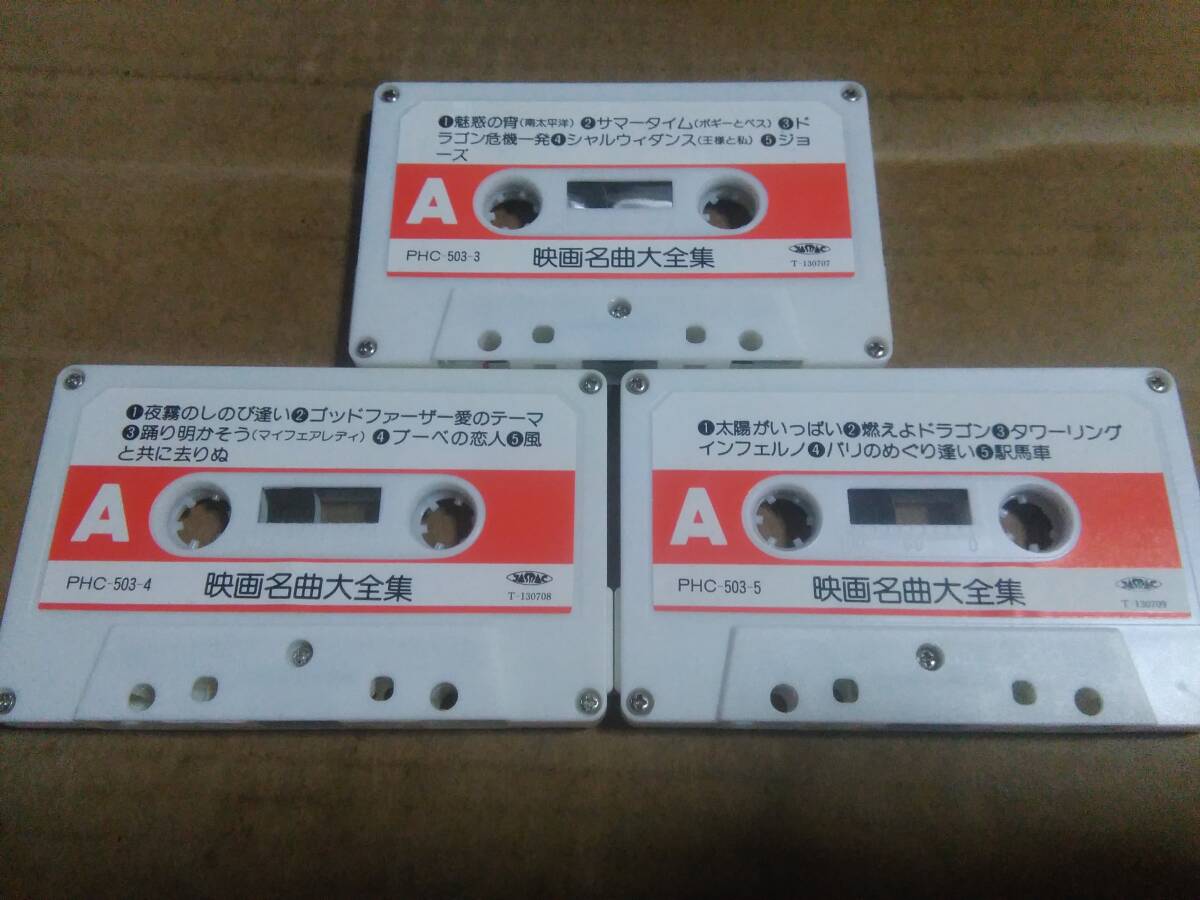 ❶魅惑の宵(南太平洋)❷サマータイム(ポギーとベス)❸ド
ラゴン危機一発❹シャルウィダンス(王様と私)❺ジョ
ーズ
A
PHC-503-3 映画名曲大全集 JASRAC
T-130707
❶夜霧のしのび逢い❷ゴッドファーザー愛のテーマ
❸踊り明かそう(マイフェアレディ)❹ブーベの恋人❺風
と共に去りぬ
A
PHC-503-4 映画名曲大全集 JASRAC
T-130708
❶太陽がいっぱい❷燃えよドラゴン❸タワーリング
インフェルノ❹パリのめぐり逢い❺駅馬車
A
PHC-503-5 映画名曲大全集 JASRAC
T-130709